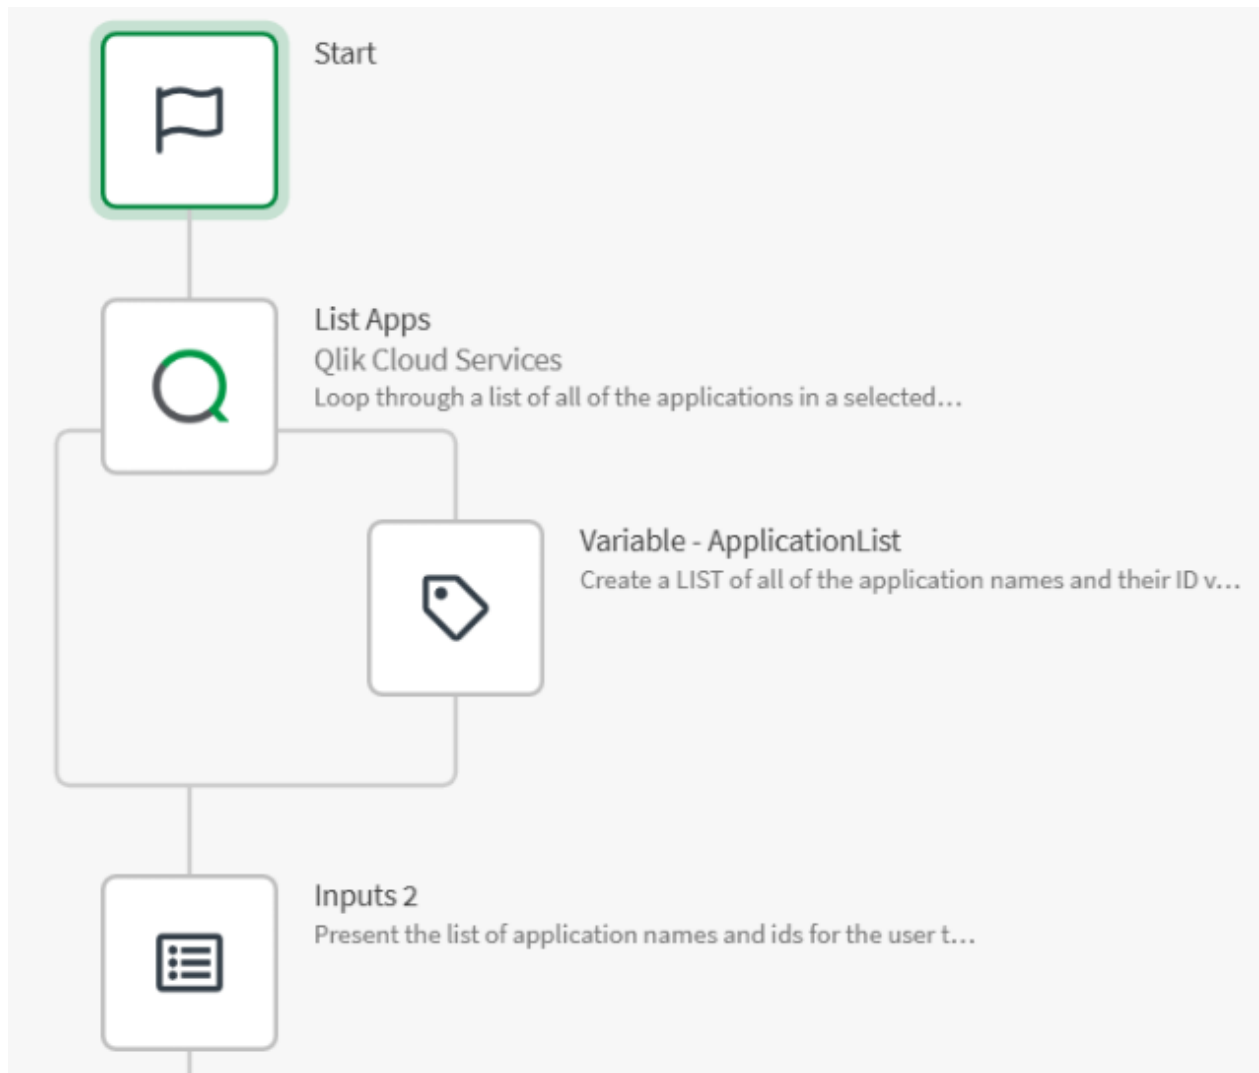 Start
List Apps
Qlik Cloud Services
Loop through a list of all of the applications in a selected...
Variable - ApplicationList
Create a LIST of all of the application names and their ID v...
Inputs 2
Present the list of application names and ids for the user t...